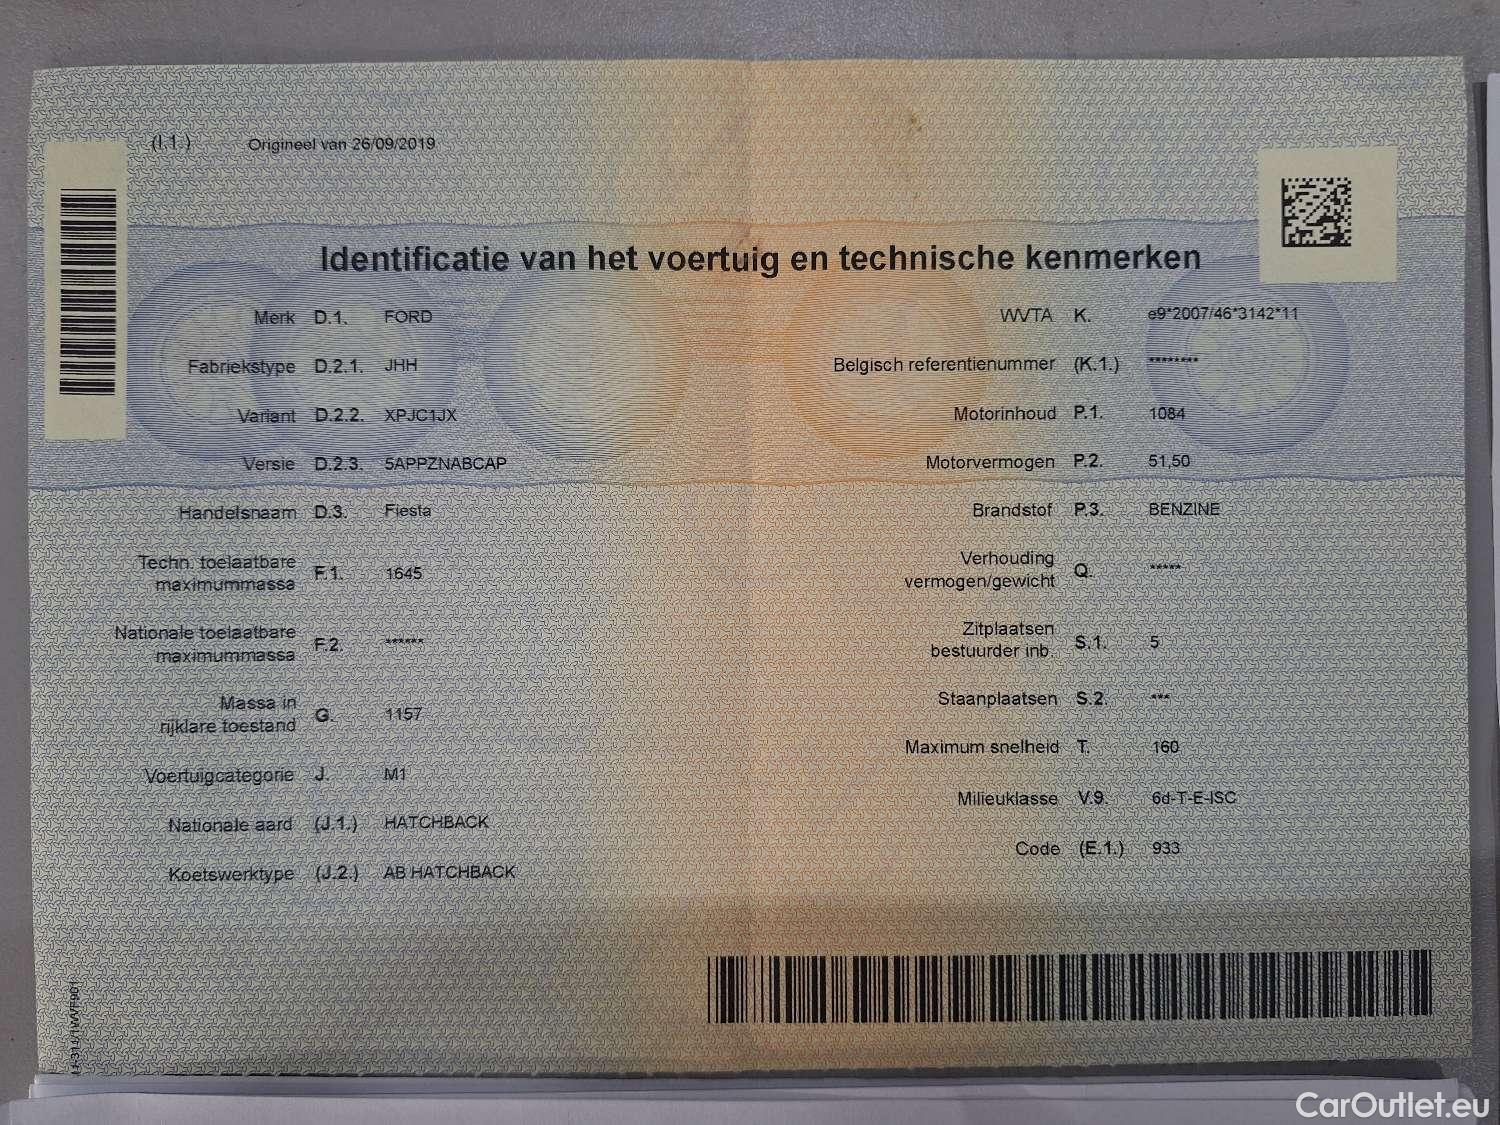 (I.1.) Origineel van 26/09/2019
Identificatie van het voertuig en technische kenmerken
Merk D.1. FORD
Fabriekstype D.2.1. JHH
Variant D.2.2. XPJC1JX
Versie D.2.3. 5APPZNABCAP
Handelsnaam D.3. Fiesta
Techn. toelaatbare
maximummassa F.1. 1645
Nationale toelaatbare
maximummassa F.2. ******
Massa in
rijklare toestand G. 1157
Voertuigcategorie J. M1
Nationale aard (J.1.) HATCHBACK
Koetswerktype (J.2.) AB HATCHBACK
WVTA K. e9*2007/46*3142*11
Belgisch referentienummer (K.1.) ********
Motorinhoud P.1. 1084
Motorvermogen P.2. 51,50
Brandstof P.3. BENZINE
Verhouding
vermogen/gewicht Q. *****
Zitplaatsen
bestuurder inb. S.1. 5
Staanplaatsen S.2. ***
Maximum snelheid T. 160
Milieuklasse V.9. 6d-T-E-ISC
Code (E.1.) 933
CarOutlet.eu